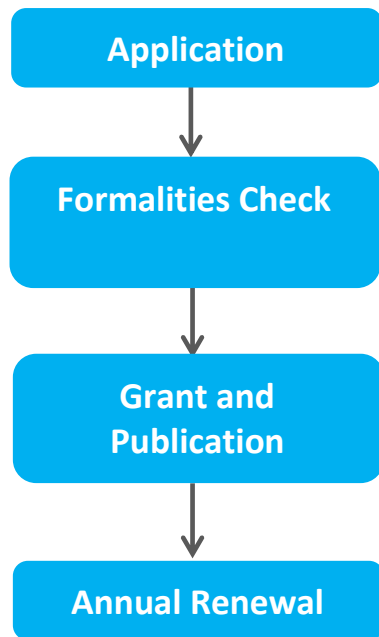 Application
Formalities Check
Grant and
Publication
Annual Renewal